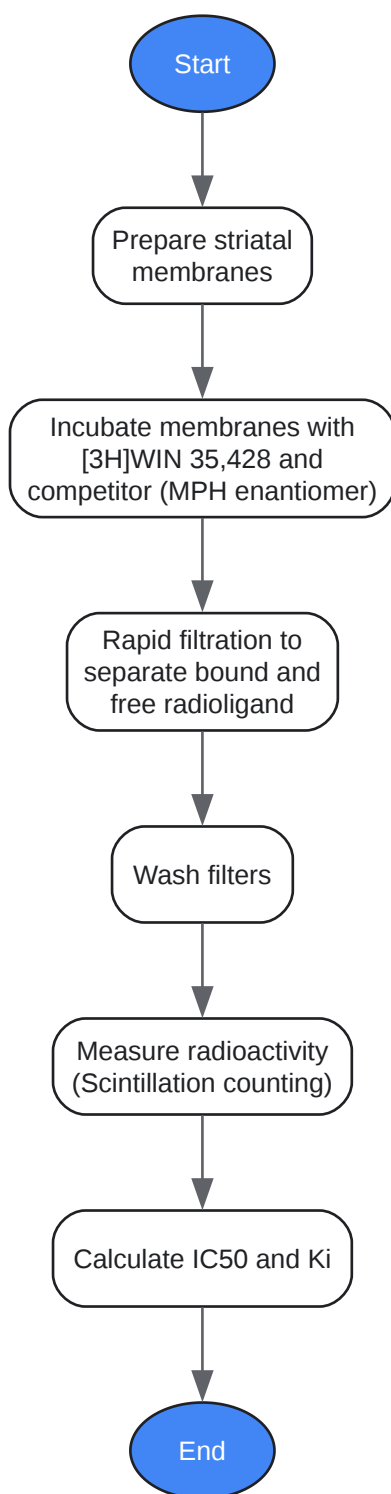 Start
Prepare striatal
membranes
Incubate membranes with
[3H]WIN 35,428 and
competitor (MPH enantiomer)
Rapid filtration to
separate bound and
free radioligand
Wash filters
Measure radioactivity
(Scintillation counting)
Calculate IC50 and Ki
End